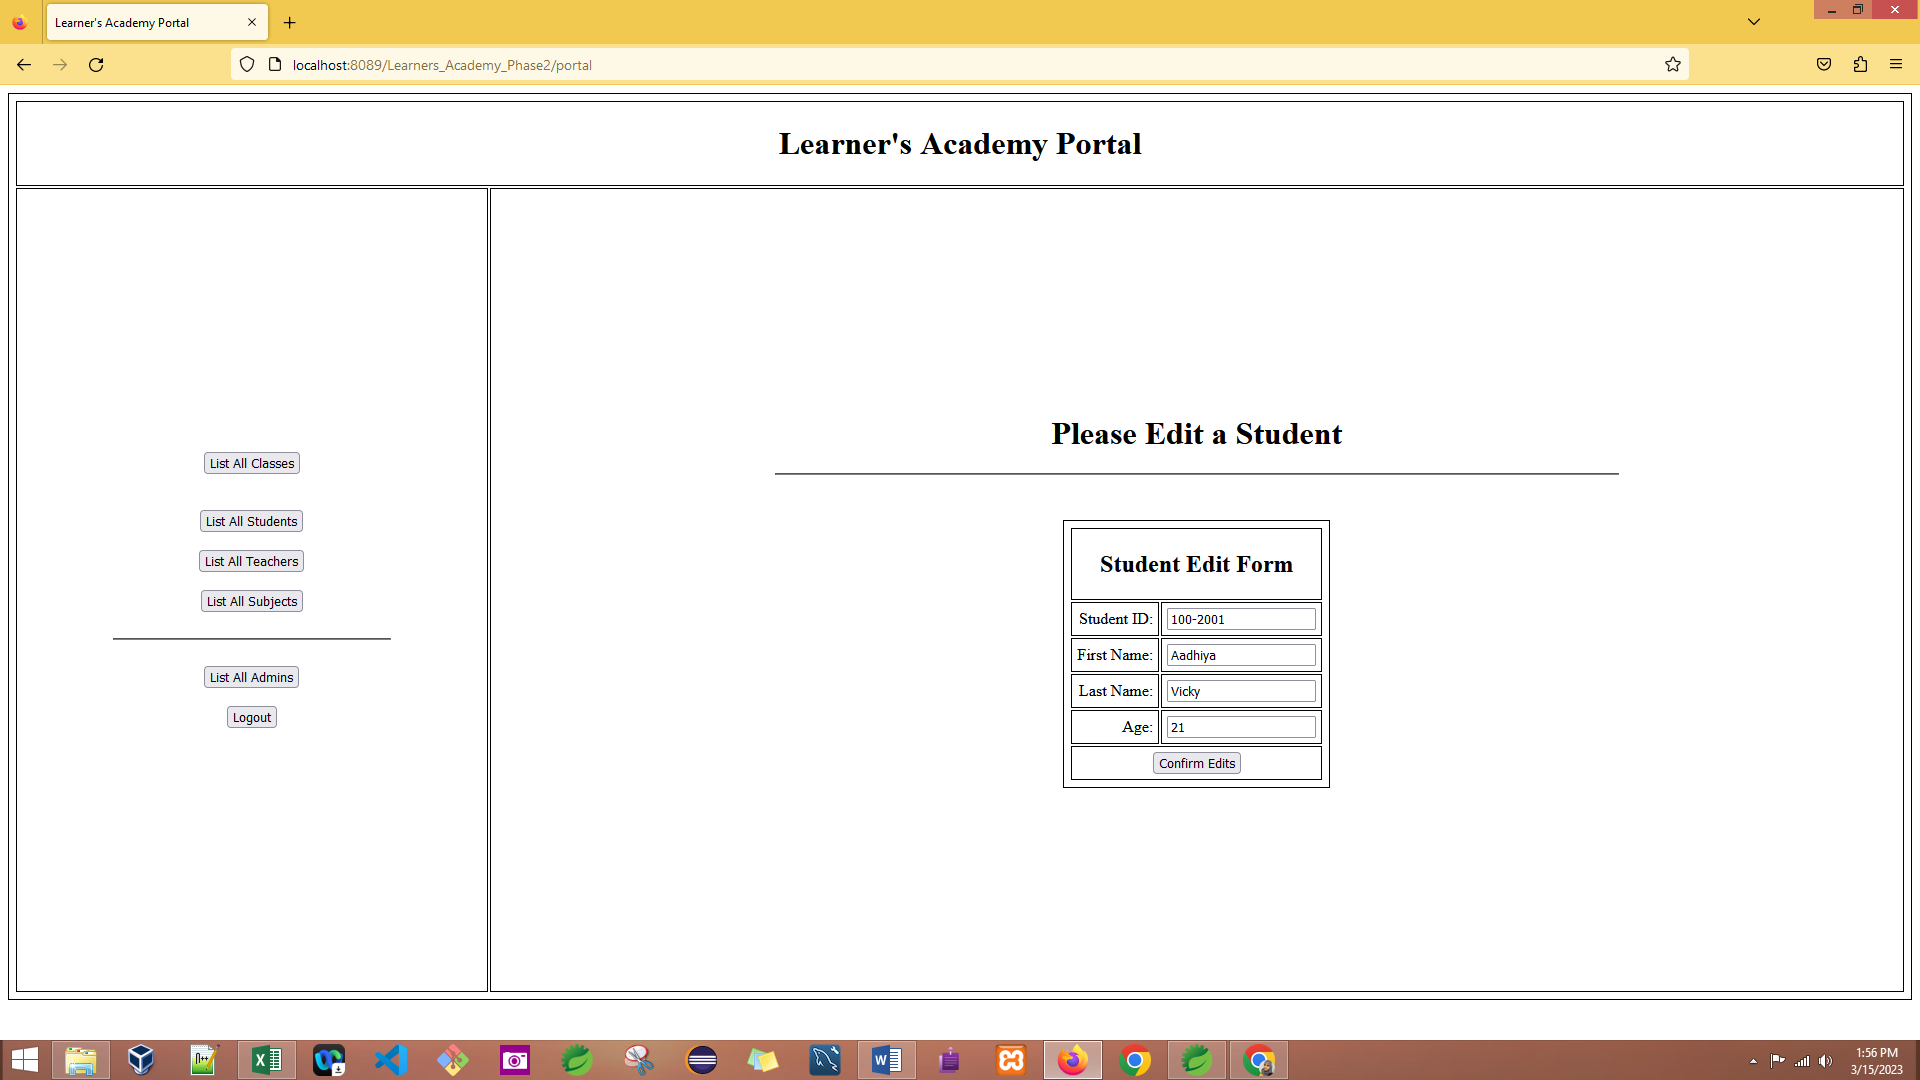 Learner's Academy Portal
localhost:8089/Learners_Academy_Phase2/portal
Learner's Academy Portal
List All Classes
List All Students
List All Teachers
List All Subjects
List All Admins
Logout
Please Edit a Student
Student Edit Form
Student ID: 100-2001
First Name: Aadhiya
Last Name: Vicky
Age: 21
Confirm Edits
1:56 PM
3/15/2023